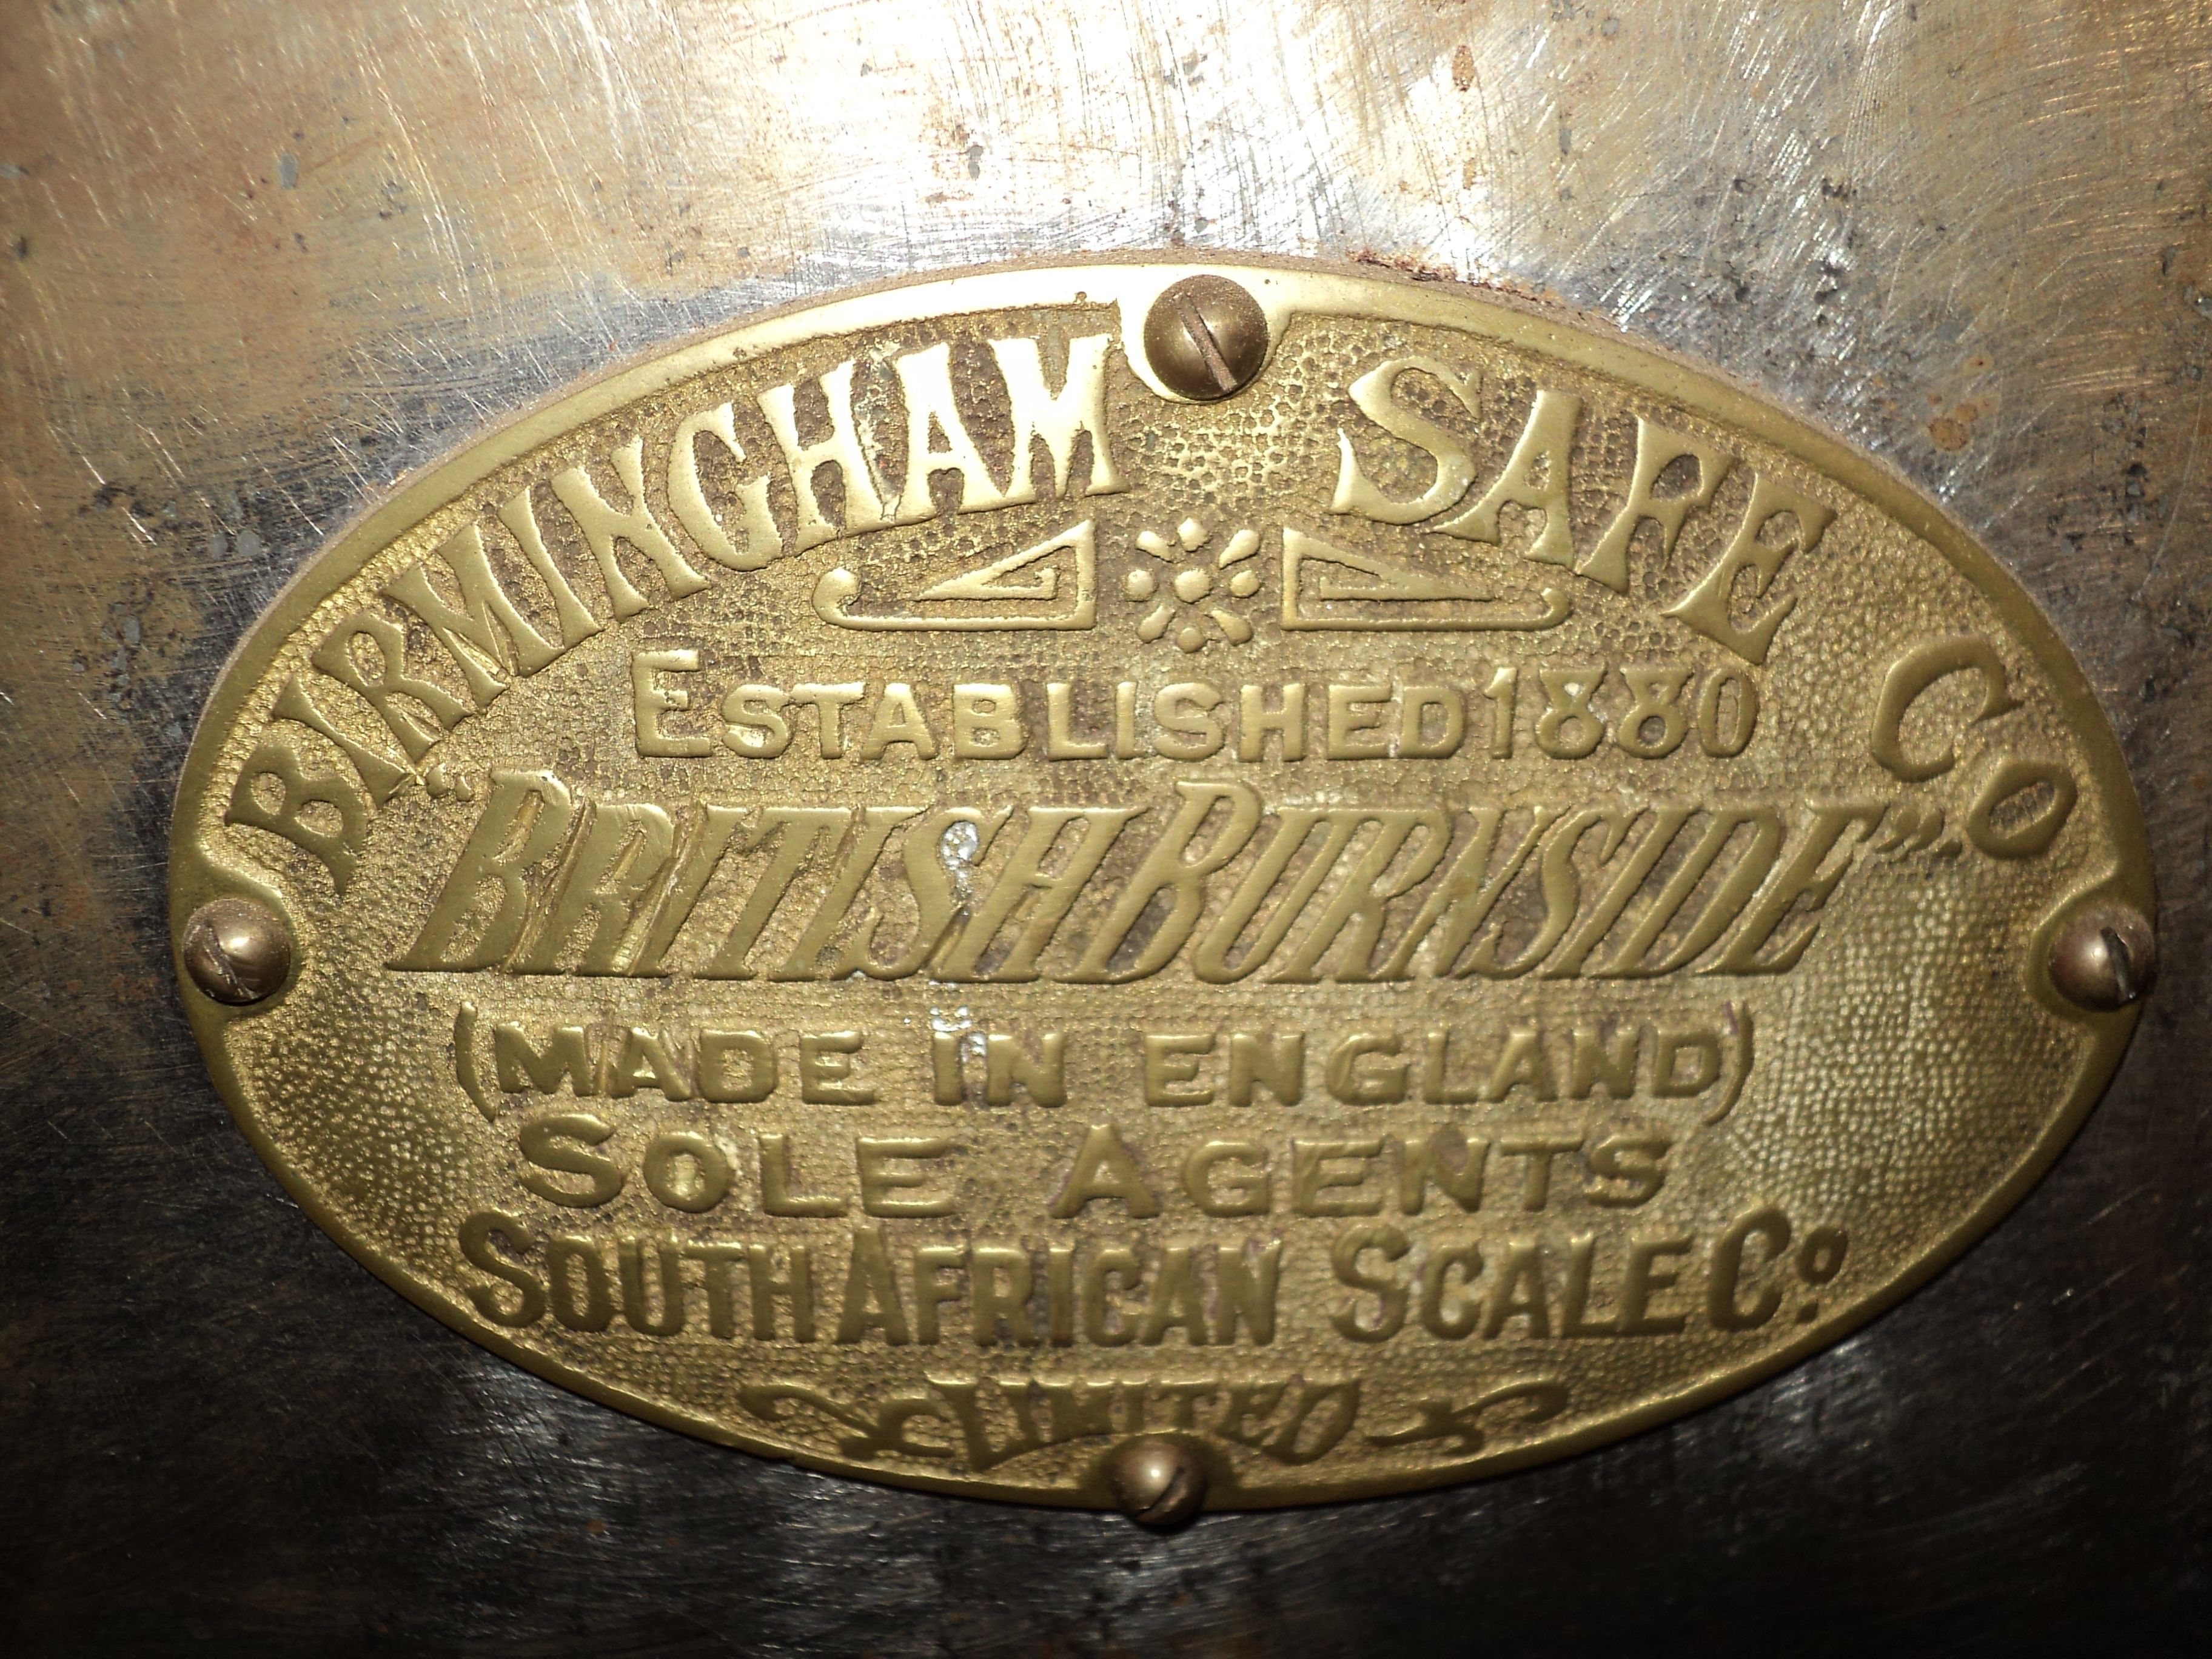 BIRMINGHAM SAFE CO
ESTABLISHED 1880
"BRITISH BURNSIDE".
(MADE IN ENGLAND)
SOLE AGENTS
SOUTH AFRICAN SCALE Co.
LIMITED